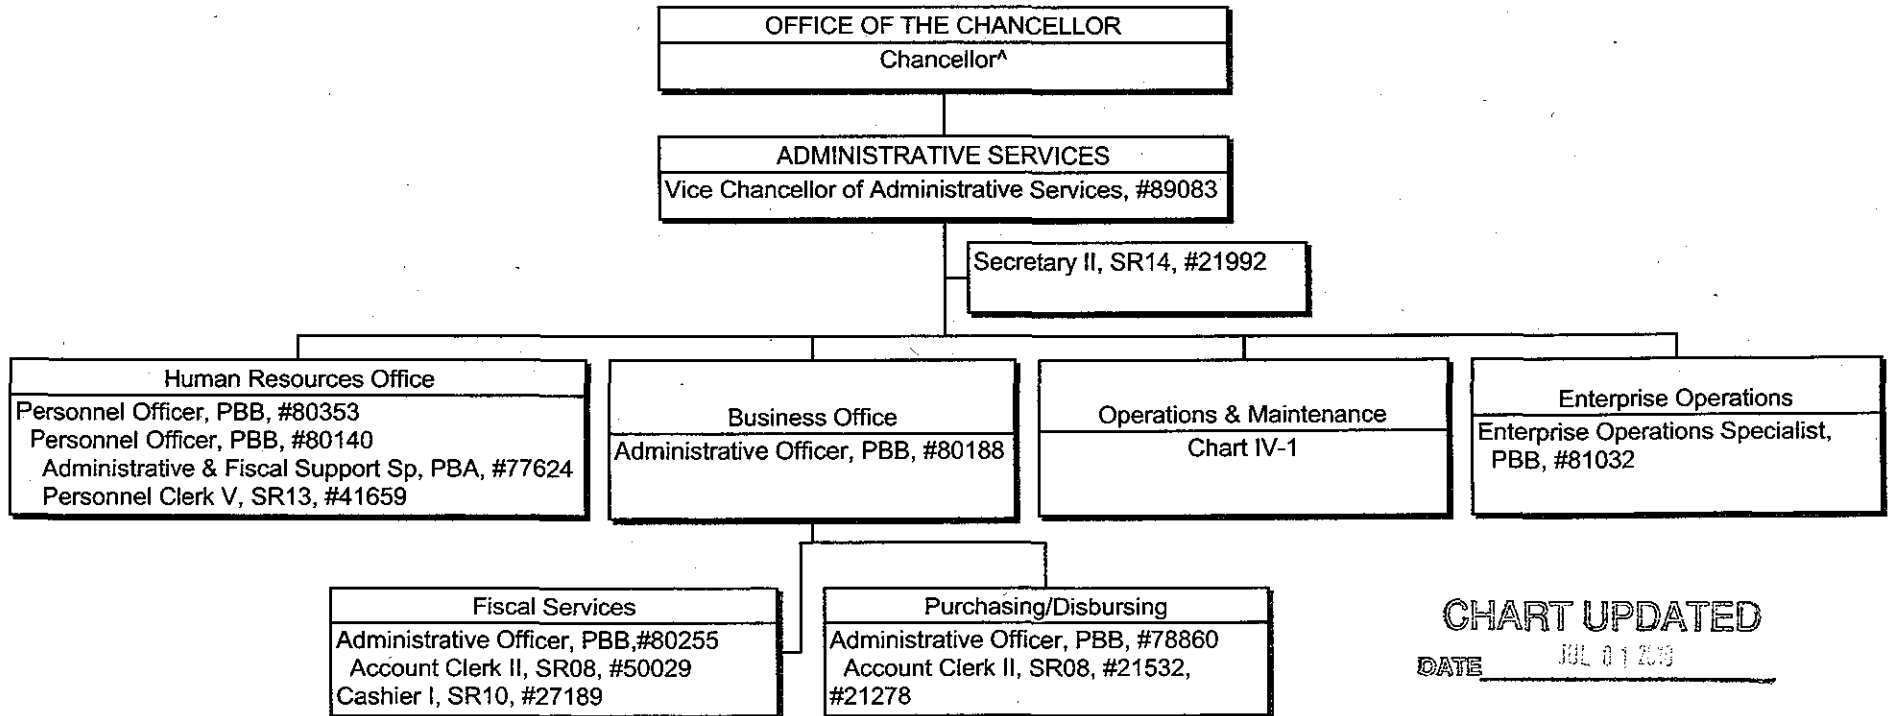 OFFICE OF THE CHANCELLOR
Chancellor^
ADMINISTRATIVE SERVICES
Vice Chancellor of Administrative Services, #89083
Secretary II, SR14, #21992
Human Resources Office
Personnel Officer, PBB, #80353
Personnel Officer, PBB, #80140
Administrative & Fiscal Support Sp, PBA, #77624
Personnel Clerk V, SR13, #41659
Business Office
Administrative Officer, PBB, #80188
Operations & Maintenance
Chart IV-1
Enterprise Operations
Enterprise Operations Specialist,
PBB, #81032
Fiscal Services
Administrative Officer, PBB,#80255
Account Clerk II, SR08, #50029
Cashier I, SR10, #27189
Purchasing/Disbursing
Administrative Officer, PBB, #78860
Account Clerk II, SR08, #21532,
#21278
CHART UPDATED
DATE JUL 01